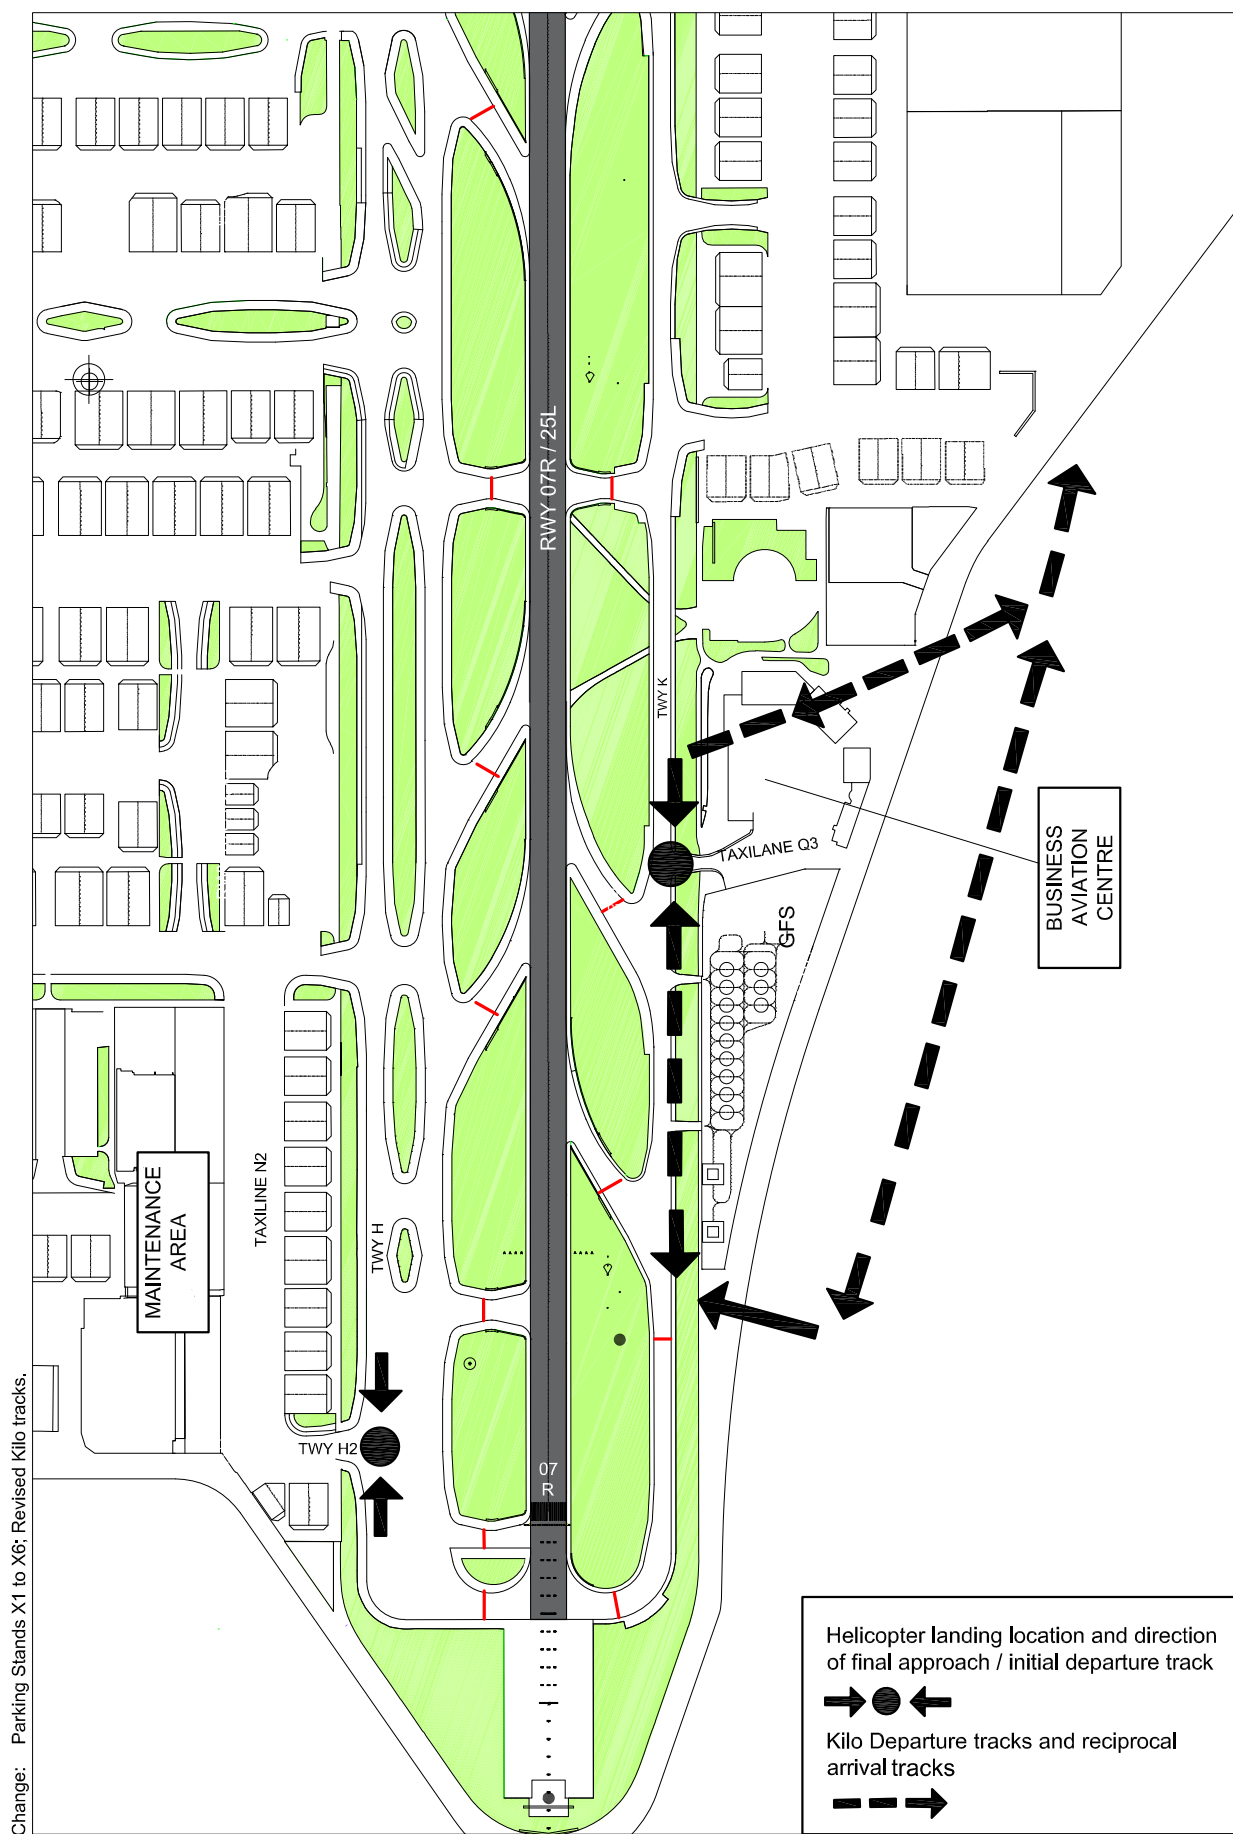 RWY 07R / 25L
TWY K
TAXILANE Q3
BUSINESS
AVIATION
CENTRE
GFS
MAINTENANCE
AREA
TAXILINE N2
TWY H
TWY H2
07
R
Helicopter landing location and direction
of final approach / initial departure track
Kilo Departure tracks and reciprocal
arrival tracks
Change: Parking Stands X1 to X6; Revised Kilo tracks.